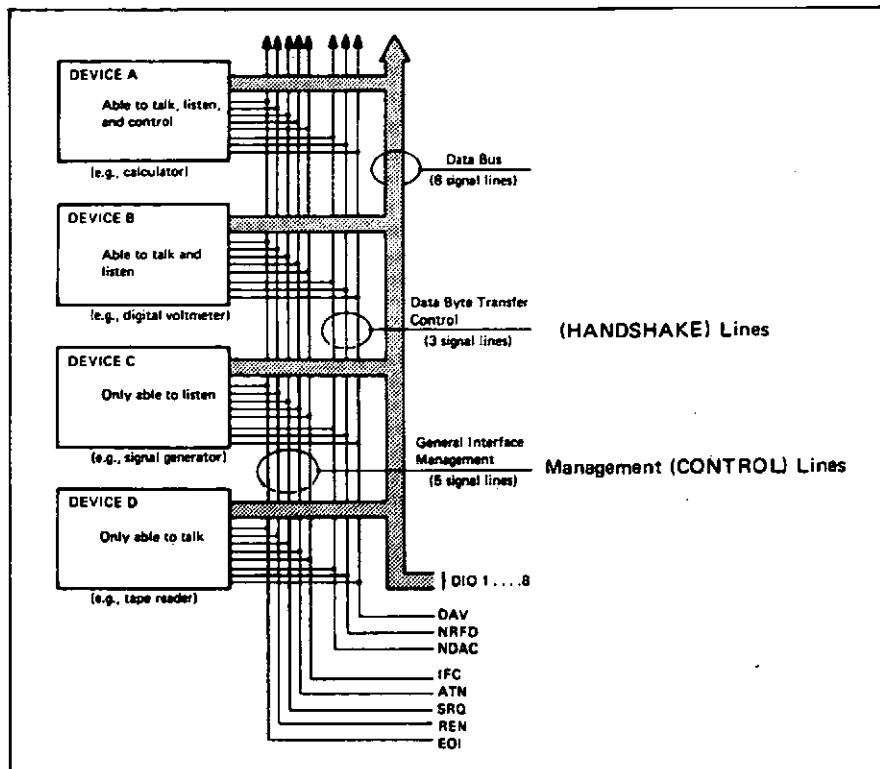 DEVICE A
Able to talk, listen,
and control
(e.g., calculator)
Data Bus
(8 signal lines)
DEVICE B
Able to talk and
listen
(e.g., digital voltmeter)
Data Byte Transfer
Control
(3 signal lines)
(HANDSHAKE) Lines
DEVICE C
Only able to listen
(e.g., signal generator)
General Interface
Management
(5 signal lines)
Management (CONTROL) Lines
DEVICE D
Only able to talk
(e.g., tape reader)
DIO 1 . . . . 8
DAV
NRFD
NDAC
IFC
ATN
SRQ
REN
EOI